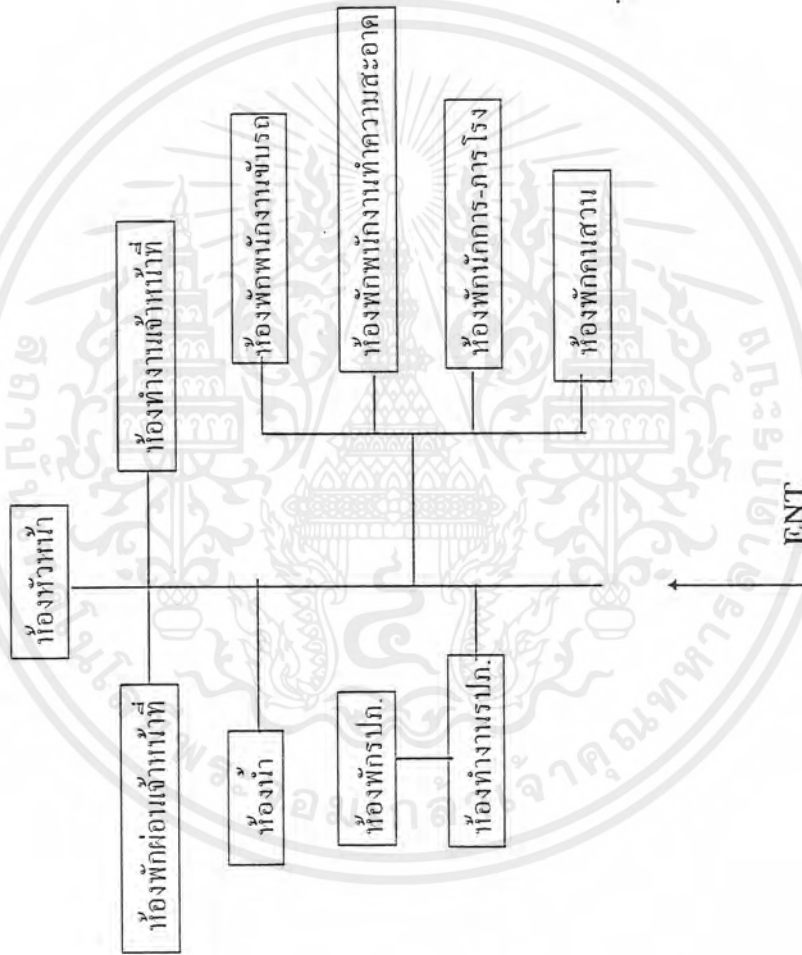 ห้องหัวหน้า
ห้องพักผ่อนเจ้าหน้าที่
ห้องทำงานเจ้าหน้าที่
ห้องน้ำ
ห้องพักพนักงานขับรถ
ห้องพักรปภ.
ห้องพักพนักงานทำความสะอาด
ห้องทำงานรปภ.
ห้องพักนักการ-ภารโรง
ห้องพักคนสวน
ENT